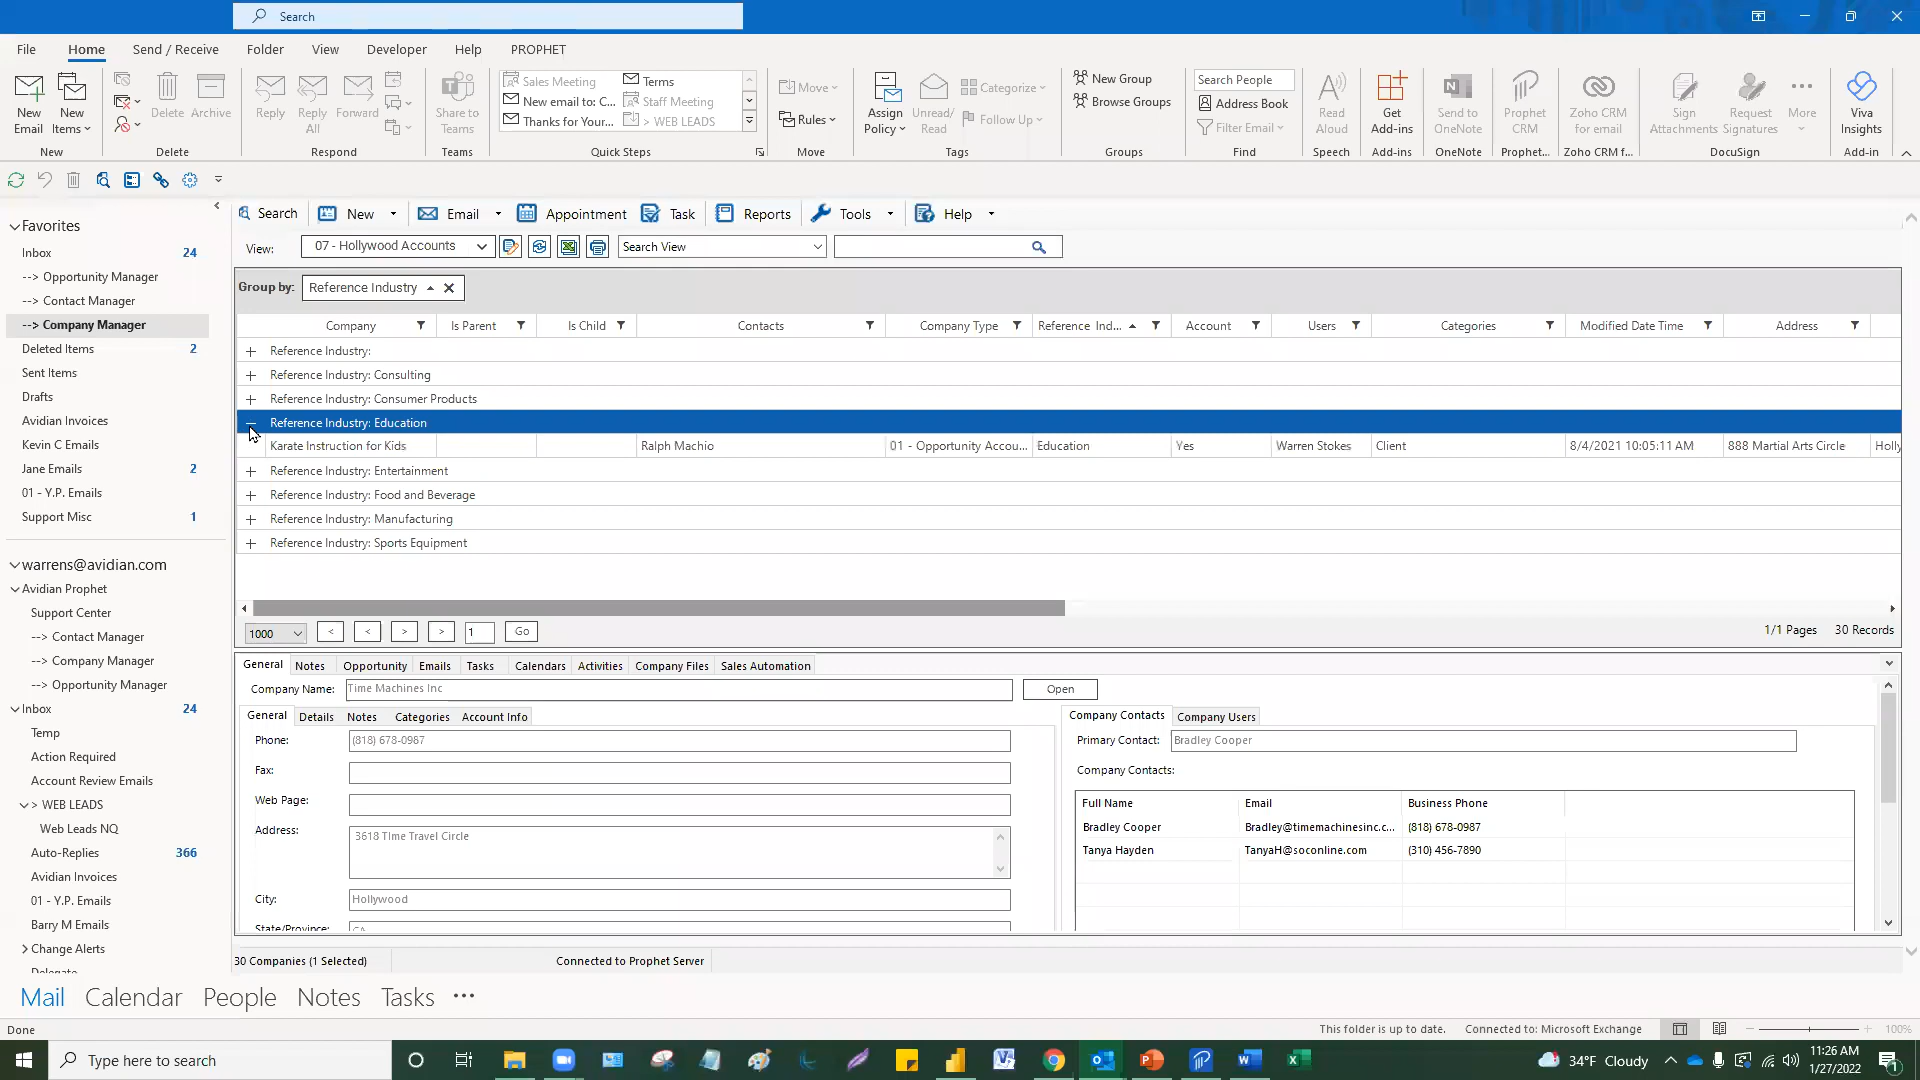 Search
File Home Send / Receive Folder View Developer Help PROPHET
New Email
New Items
Delete
Archive
Reply
Reply All
Forward
Share to Teams
Sales Meeting Terms
New email to: C... Staff Meeting
Thanks for Your... > WEB LEADS
Move
Rules
Assign Policy
Unread/ Read
Categorize
Follow Up
New Group
Browse Groups
Search People
Address Book
Filter Email
Read Aloud
Get Add-ins
Send to OneNote
Prophet CRM
Zoho CRM for email
Sign Attachments
Request Signatures
More
Viva Insights
New Delete Respond Teams Quick Steps Move Tags Groups Find Speech Add-ins OneNote Prophet... Zoho CRM f... DocuSign Add-in
Favorites
Inbox 24
--> Opportunity Manager
--> Contact Manager
--> Company Manager
Deleted Items 2
Sent Items
Drafts
Avidian Invoices
Kevin C Emails
Jane Emails 2
01 - Y.P. Emails
Support Misc 1
warrens@avidian.com
Avidian Prophet
Support Center
--> Contact Manager
--> Company Manager
--> Opportunity Manager
Inbox 24
Temp
Action Required
Account Review Emails
> WEB LEADS
Web Leads NQ
Auto-Replies 366
Avidian Invoices
01 - Y.P. Emails
Barry M Emails
Change Alerts
Delegate
Search New Email Appointment Task Reports Tools Help
View: 07 - Hollywood Accounts Search View
Group by: Reference Industry
Company Is Parent Is Child Contacts Company Type Reference Ind... Account Users Categories Modified Date Time Address
Reference Industry:
Reference Industry: Consulting
Reference Industry: Consumer Products
Reference Industry: Education
Karate Instruction for Kids Ralph Machio 01 - Opportunity Accou... Education Yes Warren Stokes Client 8/4/2021 10:05:11 AM 888 Martial Arts Circle Holly
Reference Industry: Entertainment
Reference Industry: Food and Beverage
Reference Industry: Manufacturing
Reference Industry: Sports Equipment
1000 < < > > 1 Go 1/1 Pages 30 Records
General Notes Opportunity Emails Tasks Calendars Activities Company Files Sales Automation
Company Name: Time Machines Inc Open
General Details Notes Categories Account Info
Phone: (818) 678-0987
Fax:
Web Page:
Address: 3618 TIme Travel Circle
City: Hollywood
State/Province: CA
Company Contacts Company Users
Primary Contact: Bradley Cooper
Company Contacts:
Full Name Email Business Phone
Bradley Cooper Bradley@timemachinesinc.c... (818) 678-0987
Tanya Hayden TanyaH@soconline.com (310) 456-7890
30 Companies (1 Selected) Connected to Prophet Server
Mail Calendar People Notes Tasks ...
Done This folder is up to date. Connected to: Microsoft Exchange 100%
Type here to search 34°F Cloudy 11:26 AM
1/27/2022
1